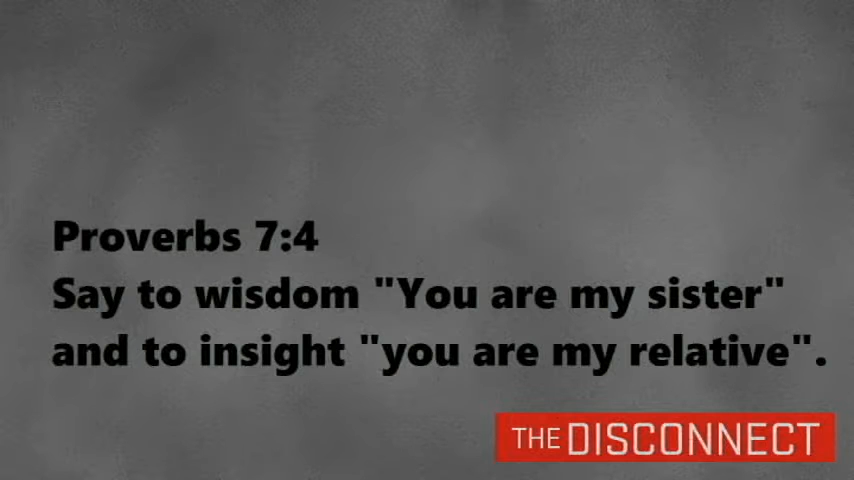 Proverbs 7:4
Say to wisdom "You are my sister"
and to insight "you are my relative".
THE DISCONNECT